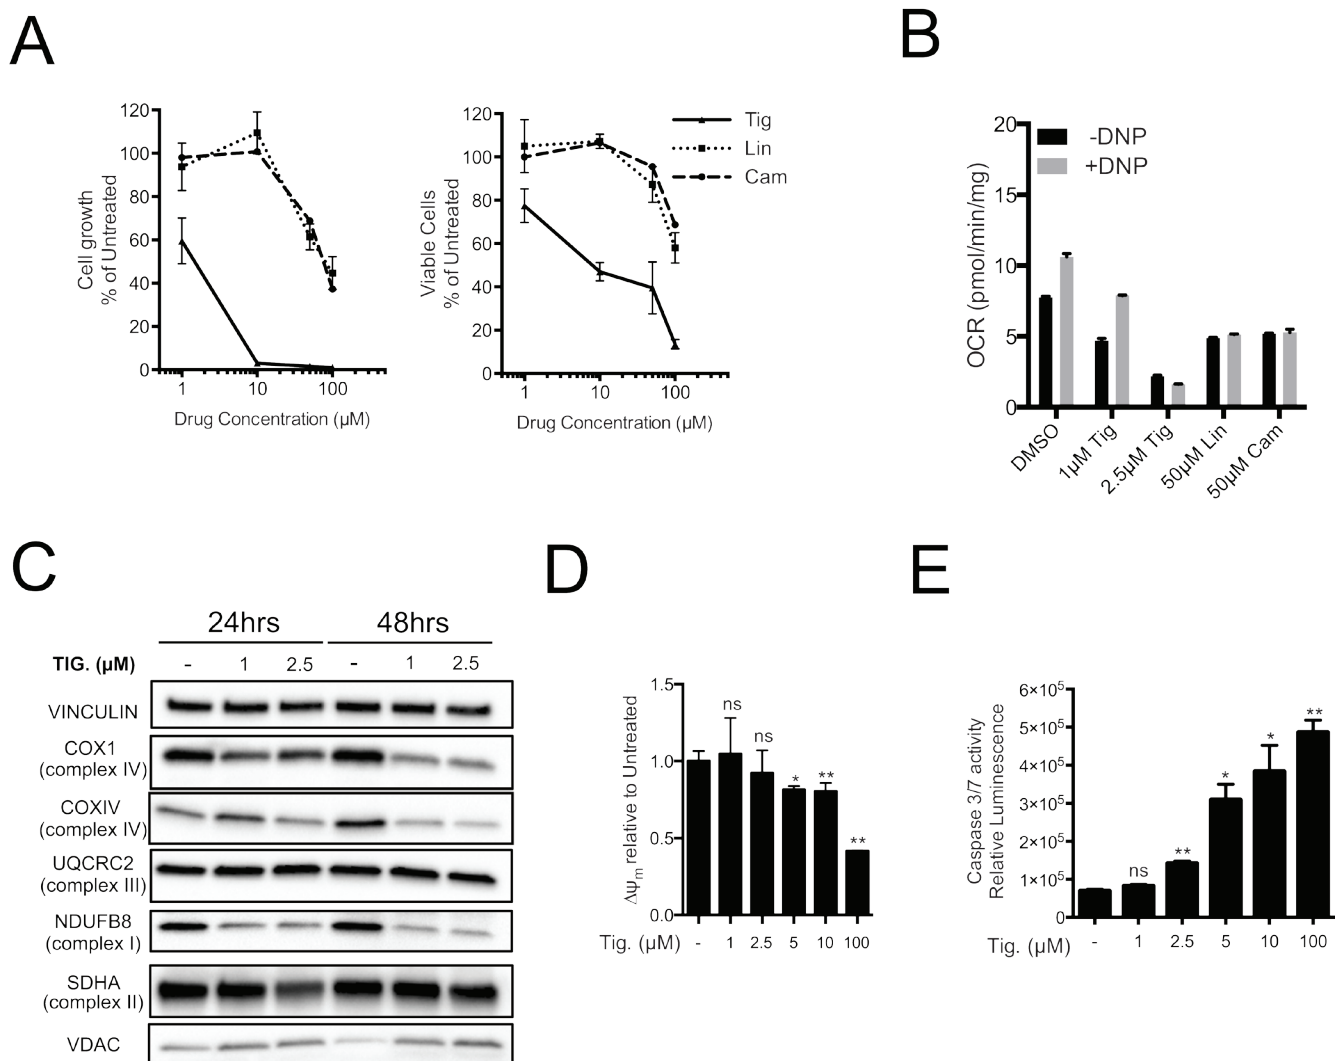 A
B
120
100
80
60
40
20
0
Cell growth
% of Untreated
1
10
100
Drug Concentration (µM)
120
100
80
60
40
20
0
Viable Cells
% of Untreated
1
10
100
Drug Concentration (µM)
Tig
Lin
Cam
20
15
10
5
0
OCR (pmol/min/mg)
-DNP
+DNP
DMSO
1µM Tig
2.5µM Tig
50µM Lin
50µM Cam
C
D
E
24hrs 48hrs
TIG. (µM) - 1 2.5 - 1 2.5
VINCULIN
COX1
(complex IV)
COXIV
(complex IV)
UQCRC2
(complex III)
NDUFB8
(complex I)
SDHA
(complex II)
VDAC
1.5
1.0
0.5
0.0
Δψm relative to Untreated
ns
ns
*
**
**
Tig. (µM) - 1 2.5 5 10 100
6×10⁵
5×10⁵
4×10⁵
3×10⁵
2×10⁵
1×10⁵
0
Caspase 3/7 activity
Relative Luminescence
ns
**
*
*
**
Tig. (µM) - 1 2.5 5 10 100